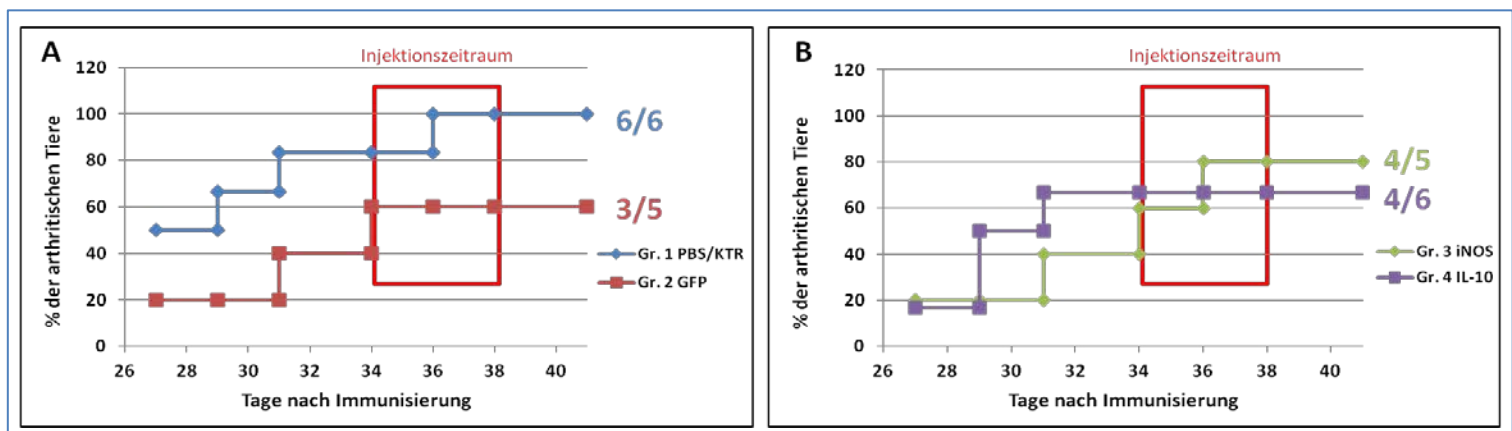 A
Injektionszeitraum
% der arthritischen Tiere
120
100
80
60
40
20
0
26 28 30 32 34 36 38 40
Tage nach Immunisierung
6/6
3/5
Gr. 1 PBS/KTR
Gr. 2 GFP
B
Injektionszeitraum
% der arthritischen Tiere
120
100
80
60
40
20
0
26 28 30 32 34 36 38 40
Tage nach Immunisierung
4/5
4/6
Gr. 3 iNOS
Gr. 4 IL-10